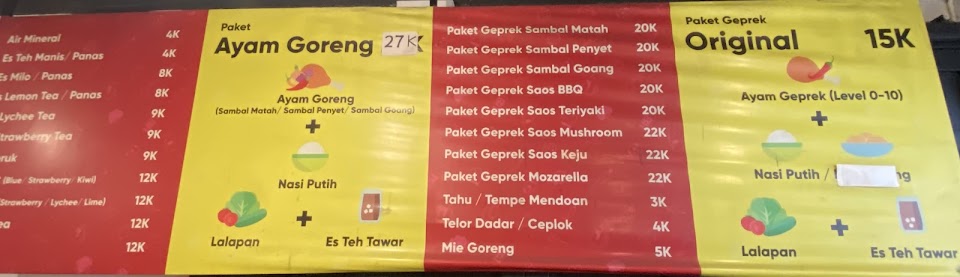 Air Mineral 4K
Es Teh Manis / Panas 4K
Es Milo / Panas 8K
Lemon Tea / Panas 8K
Lychee Tea 9K
Strawberry Tea 9K
9K
(Blue / Strawberry / Kiwi) 12K
(Strawberry / Lychee / Lime) 12K
12K
12K
Paket
Ayam Goreng 27K
Ayam Goreng
(Sambal Matah/ Sambal Penyet/ Sambal Goang)
+
Nasi Putih
+
Lalapan Es Teh Tawar
Paket Geprek Sambal Matah 20K
Paket Geprek Sambal Penyet 20K
Paket Geprek Sambal Goang 20K
Paket Geprek Saos BBQ 20K
Paket Geprek Saos Teriyaki 20K
Paket Geprek Saos Mushroom 22K
Paket Geprek Saos Keju 22K
Paket Geprek Mozarella 22K
Tahu / Tempe Mendoan 3K
Telor Dadar / Ceplok 4K
Mie Goreng 5K
Paket Geprek
Original 15K
Ayam Geprek (Level 0-10)
+
Nasi Putih /
+
Lalapan Es Teh Tawar